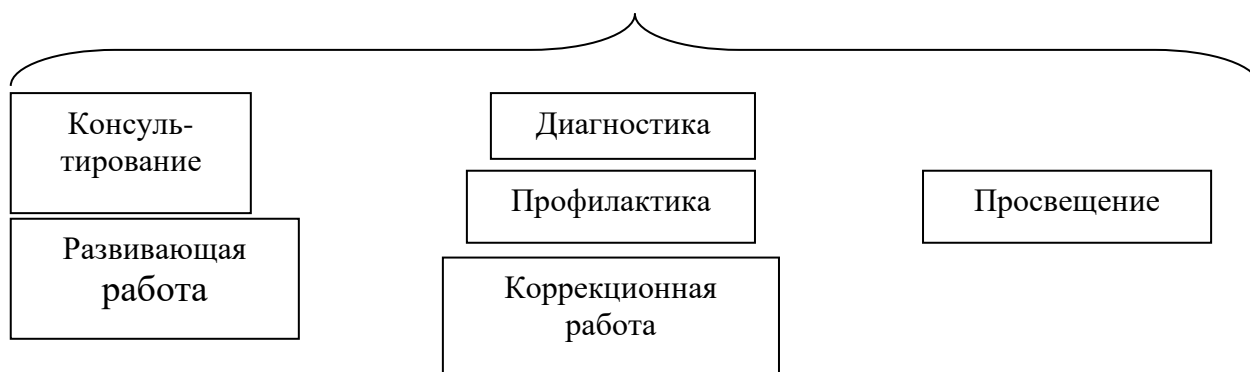 Консуль-
тирование
Развивающая
работа
Диагностика
Профилактика
Коррекционная
работа
Просвещение